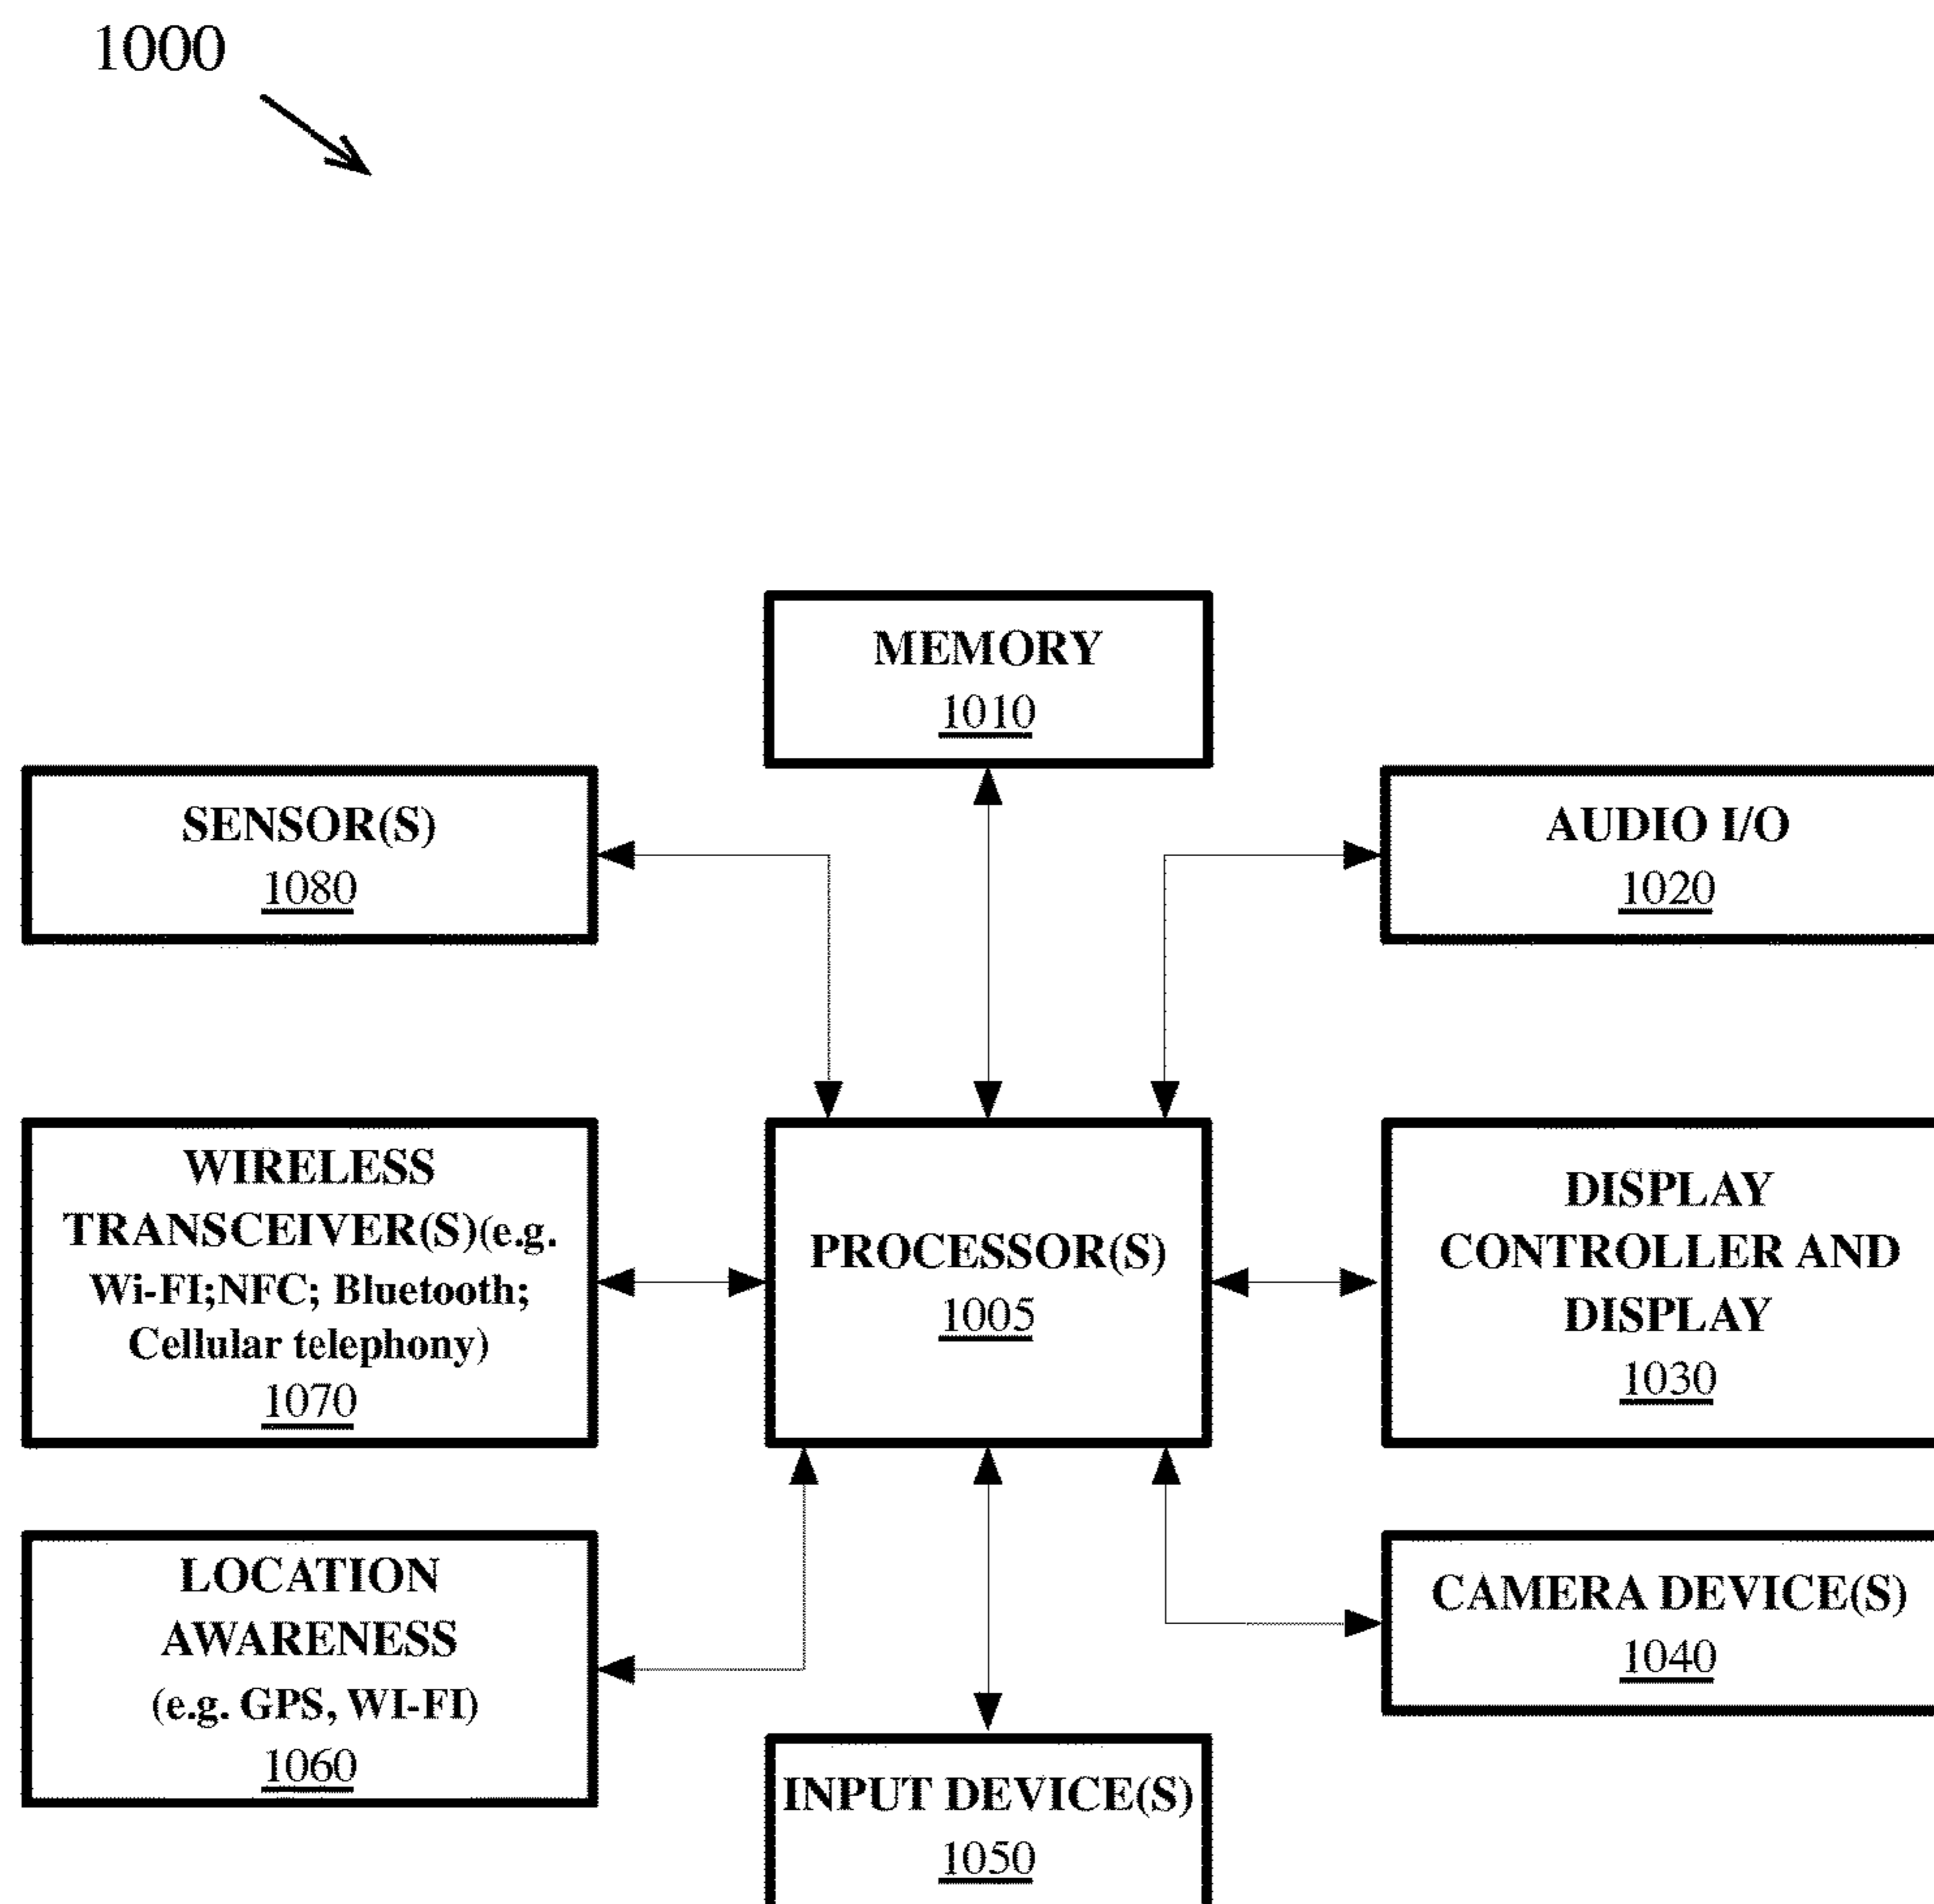 1000
MEMORY
1010
SENSOR(S)
1080
AUDIO I/O
1020
WIRELESS
TRANSCEIVER(S)(e.g.
Wi-FI;NFC; Bluetooth;
Cellular telephony)
1070
PROCESSOR(S)
1005
DISPLAY
CONTROLLER AND
DISPLAY
1030
LOCATION
AWARENESS
(e.g. GPS, WI-FI)
1060
CAMERA DEVICE(S)
1040
INPUT DEVICE(S)
1050